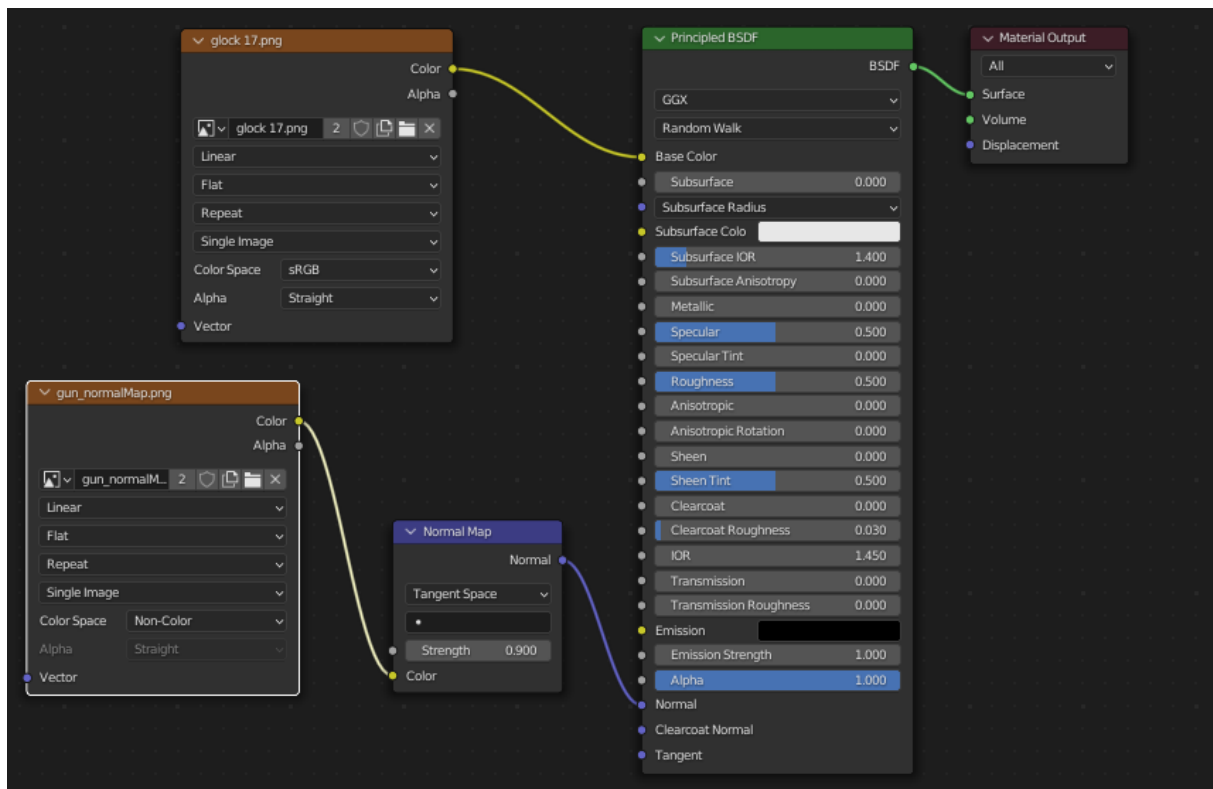 glock 17.png
Color
Alpha
glock 17.png 2
Linear
Flat
Repeat
Single Image
Color Space sRGB
Alpha Straight
Vector
gun_normalMap.png
Color
Alpha
gun_normalM... 2
Linear
Flat
Repeat
Single Image
Color Space Non-Color
Alpha Straight
Vector
Normal Map
Normal
Tangent Space
Strength 0.900
Color
Principled BSDF
BSDF
GGX
Random Walk
Base Color
Subsurface 0.000
Subsurface Radius
Subsurface Colo
Subsurface IOR 1.400
Subsurface Anisotropy 0.000
Metallic 0.000
Specular 0.500
Specular Tint 0.000
Roughness 0.500
Anisotropic 0.000
Anisotropic Rotation 0.000
Sheen 0.000
Sheen Tint 0.500
Clearcoat 0.000
Clearcoat Roughness 0.030
IOR 1.450
Transmission 0.000
Transmission Roughness 0.000
Emission
Emission Strength 1.000
Alpha 1.000
Normal
Clearcoat Normal
Tangent
Material Output
All
Surface
Volume
Displacement